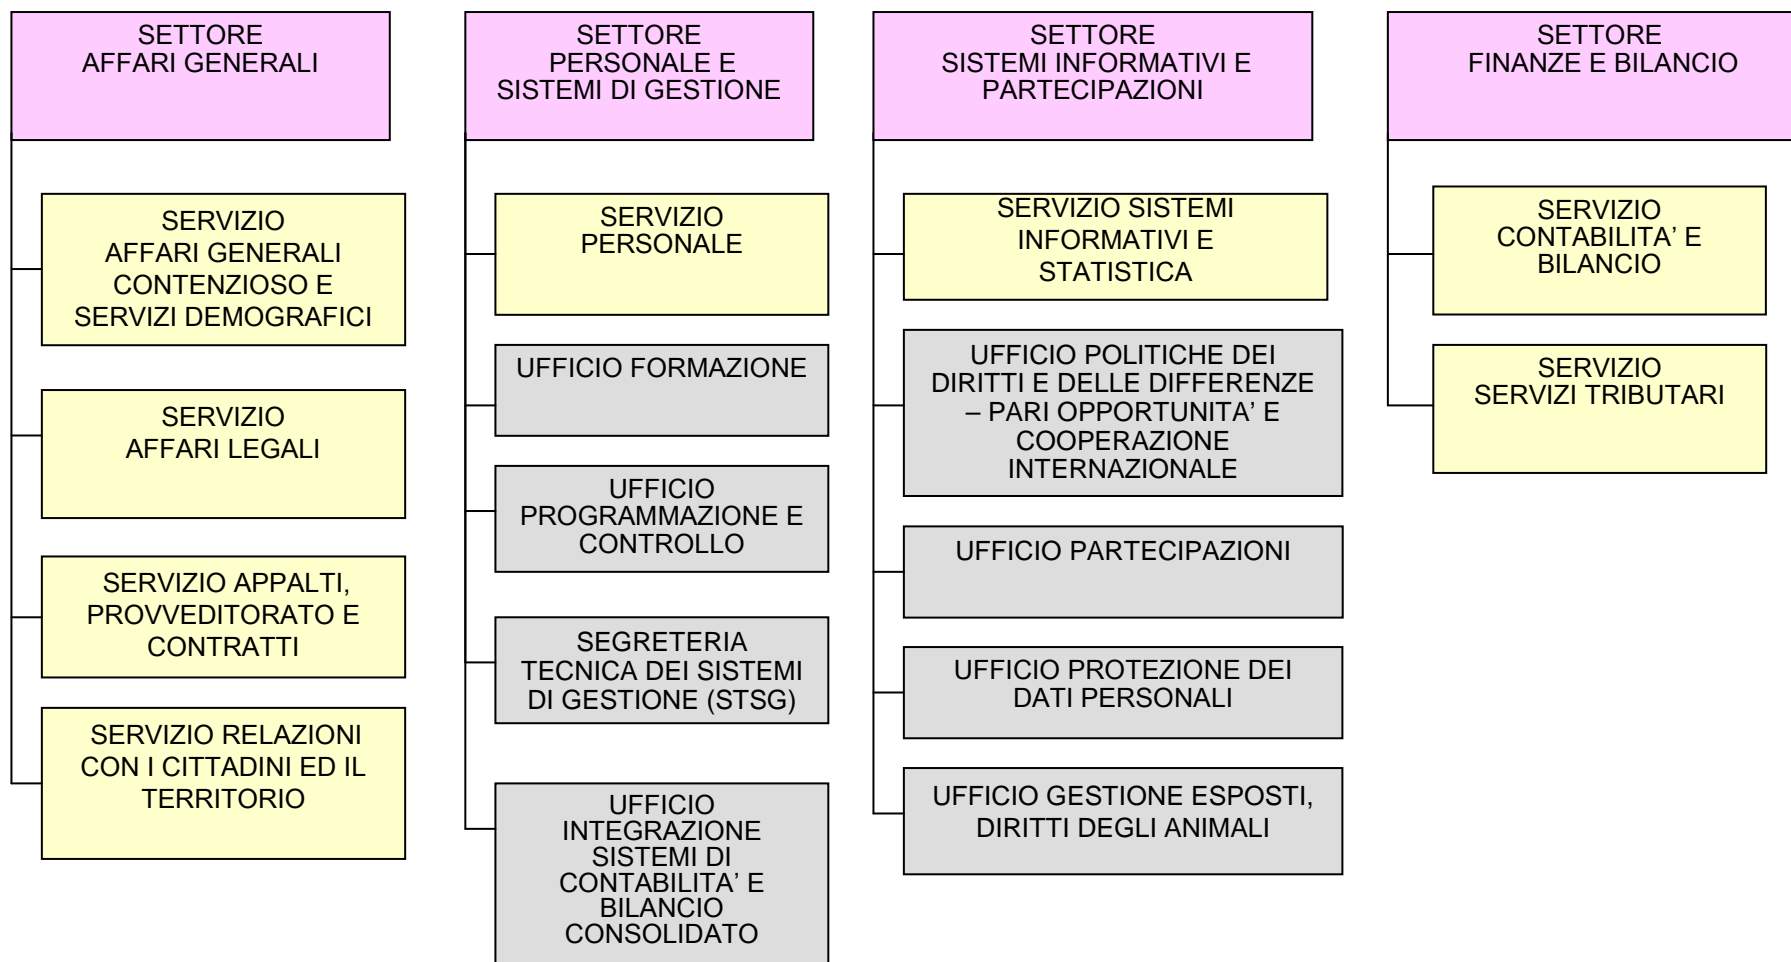 SETTORE
AFFARI GENERALI
SERVIZIO
AFFARI GENERALI
CONTENZIOSO E
SERVIZI DEMOGRAFICI
SERVIZIO
AFFARI LEGALI
SERVIZIO APPALTI,
PROVVEDITORATO E
CONTRATTI
SERVIZIO RELAZIONI
CON I CITTADINI ED IL
TERRITORIO
SETTORE
PERSONALE E
SISTEMI DI GESTIONE
SERVIZIO
PERSONALE
UFFICIO FORMAZIONE
UFFICIO
PROGRAMMAZIONE E
CONTROLLO
SEGRETERIA
TECNICA DEI SISTEMI
DI GESTIONE (STSG)
UFFICIO
INTEGRAZIONE
SISTEMI DI
CONTABILITA’ E
BILANCIO
CONSOLIDATO
SETTORE
SISTEMI INFORMATIVI E
PARTECIPAZIONI
SERVIZIO SISTEMI
INFORMATIVI E
STATISTICA
UFFICIO POLITICHE DEI
DIRITTI E DELLE DIFFERENZE
– PARI OPPORTUNITA’ E
COOPERAZIONE
INTERNAZIONALE
UFFICIO PARTECIPAZIONI
UFFICIO PROTEZIONE DEI
DATI PERSONALI
UFFICIO GESTIONE ESPOSTI,
DIRITTI DEGLI ANIMALI
SETTORE
FINANZE E BILANCIO
SERVIZIO
CONTABILITA’ E
BILANCIO
SERVIZIO
SERVIZI TRIBUTARI